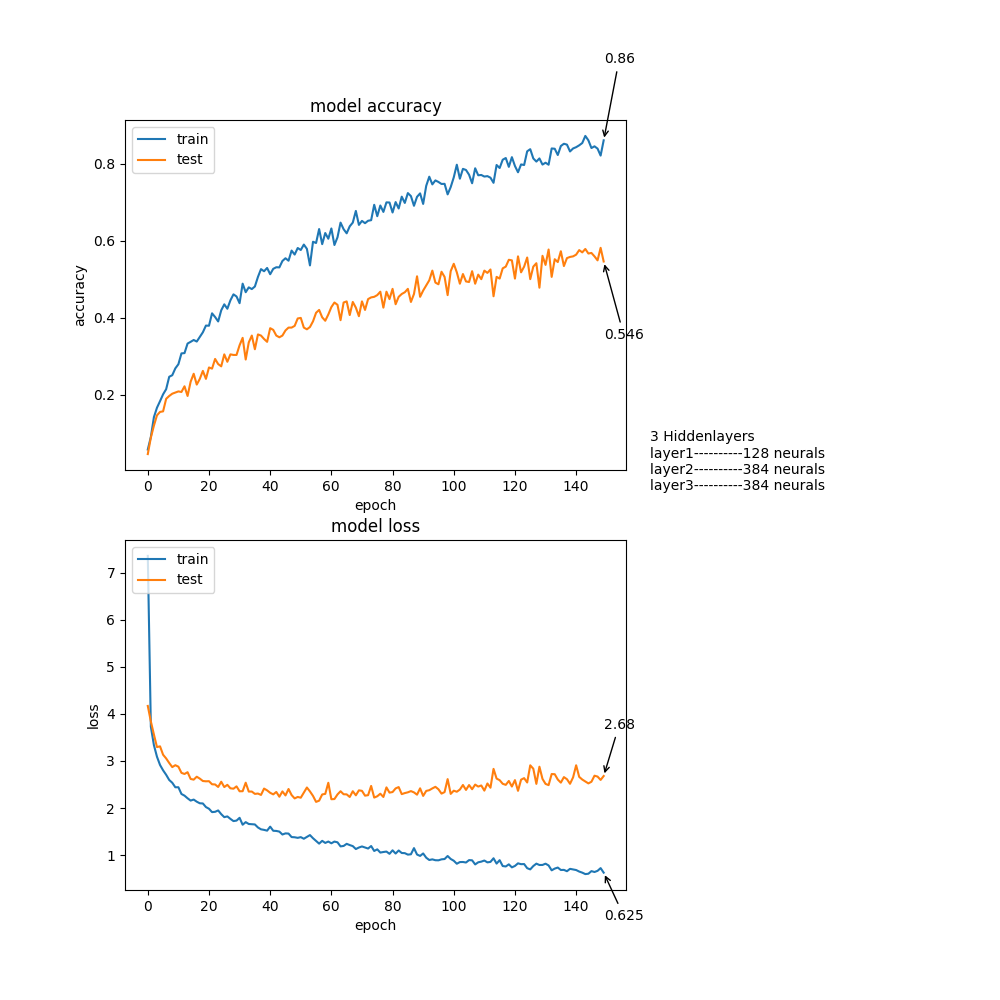 0.86
model accuracy
train
test
0.8
0.6
0.4
0.2
accuracy
0.546
0 20 40 60 80 100 120 140
epoch
3 Hiddenlayers
layer1----------128 neurals
layer2----------384 neurals
layer3----------384 neurals
model loss
train
test
7
6
5
4
3
2
1
loss
2.68
0 20 40 60 80 100 120 140
epoch
0.625